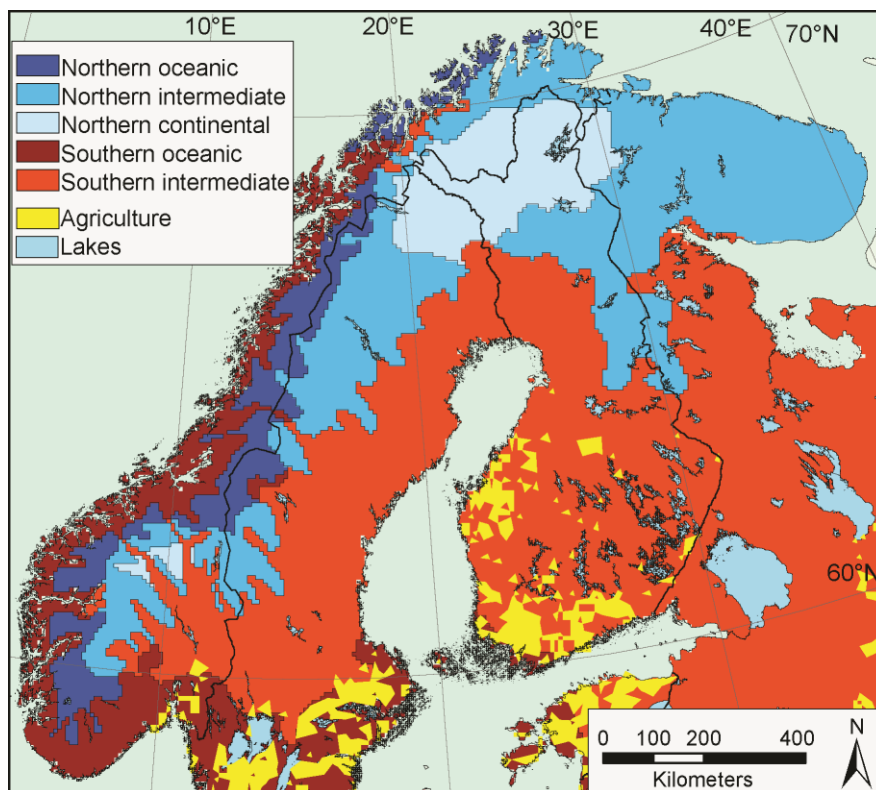 10°E
20°E
30°E
40°E
70°N
Northern oceanic
Northern intermediate
Northern continental
Southern oceanic
Southern intermediate
Agriculture
Lakes
60°N
N
0 100 200 400
Kilometers